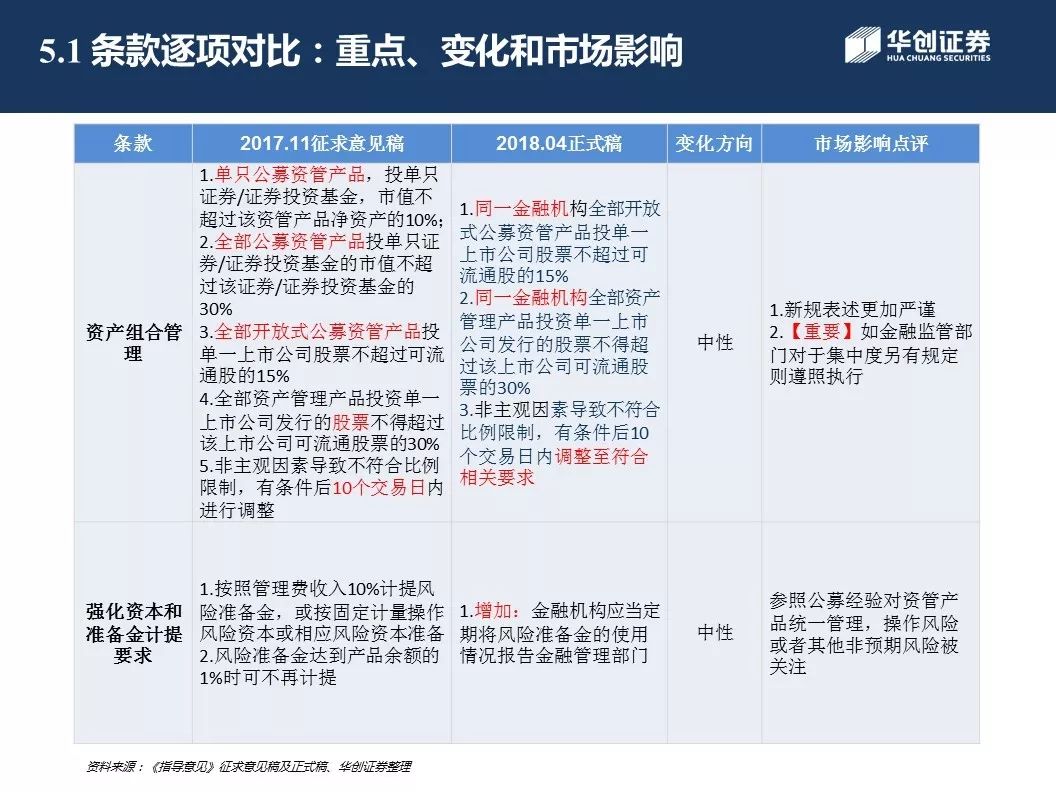 5.1 条款逐项对比：重点、变化和市场影响
华创证券
HUA CHUANG SECURITIES
条款
2017.11征求意见稿
2018.04正式稿
变化方向
市场影响点评
资产组合管
理
1.单只公募资管产品，投单只
证券/证券投资基金，市值不
超过该资管产品净资产的10%；
2.全部公募资管产品投单只证
券/证券投资基金的市值不超
过该证券/证券投资基金的
30%
3.全部开放式公募资管产品投
单一上市公司股票不超过可流
通股的15%
4.全部资产管理产品投资单一
上市公司发行的股票不得超过
该上市公司可流通股票的30%
5.非主观因素导致不符合比例
限制，有条件后10个交易日内
进行调整
1.同一金融机构全部开放
式公募资管产品投单一
上市公司股票不超过可
流通股的15%
2.同一金融机构全部资产
管理产品投资单一上市
公司发行的股票不得超
过该上市公司可流通股
票的30%
3.非主观因素导致不符合
比例限制，有条件后10
个交易日内调整至符合
相关要求
中性
1.新规表述更加严谨
2.【重要】如金融监管部
门对于集中度另有规定
则遵照执行
强化资本和
准备金计提
要求
1.按照管理费收入10%计提风
险准备金，或按固定计量操作
风险资本或相应风险资本准备
2.风险准备金达到产品余额的
1%时可不再计提
1.增加：金融机构应当定
期将风险准备金的使用
情况报告金融管理部门
中性
参照公募经验对资管产
品统一管理，操作风险
或者其他非预期风险被
关注
资料来源：《指导意见》征求意见稿及正式稿、华创证券整理